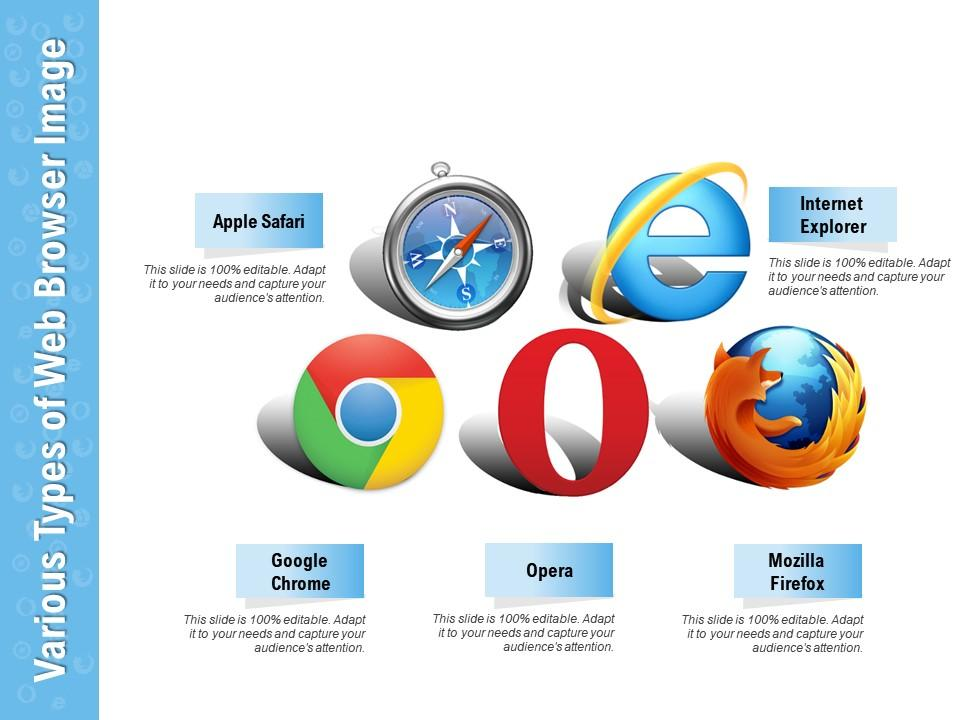 Various Types of Web Browser Image
Apple Safari
This slide is 100% editable. Adapt
it to your needs and capture your
audience's attention.
N
E
S
W
Internet
Explorer
This slide is 100% editable. Adapt
it to your needs and capture your
audience's attention.
Google
Chrome
This slide is 100% editable. Adapt
it to your needs and capture your
audience's attention.
Opera
This slide is 100% editable. Adapt
it to your needs and capture your
audience's attention.
Mozilla
Firefox
This slide is 100% editable. Adapt
it to your needs and capture your
audience's attention.